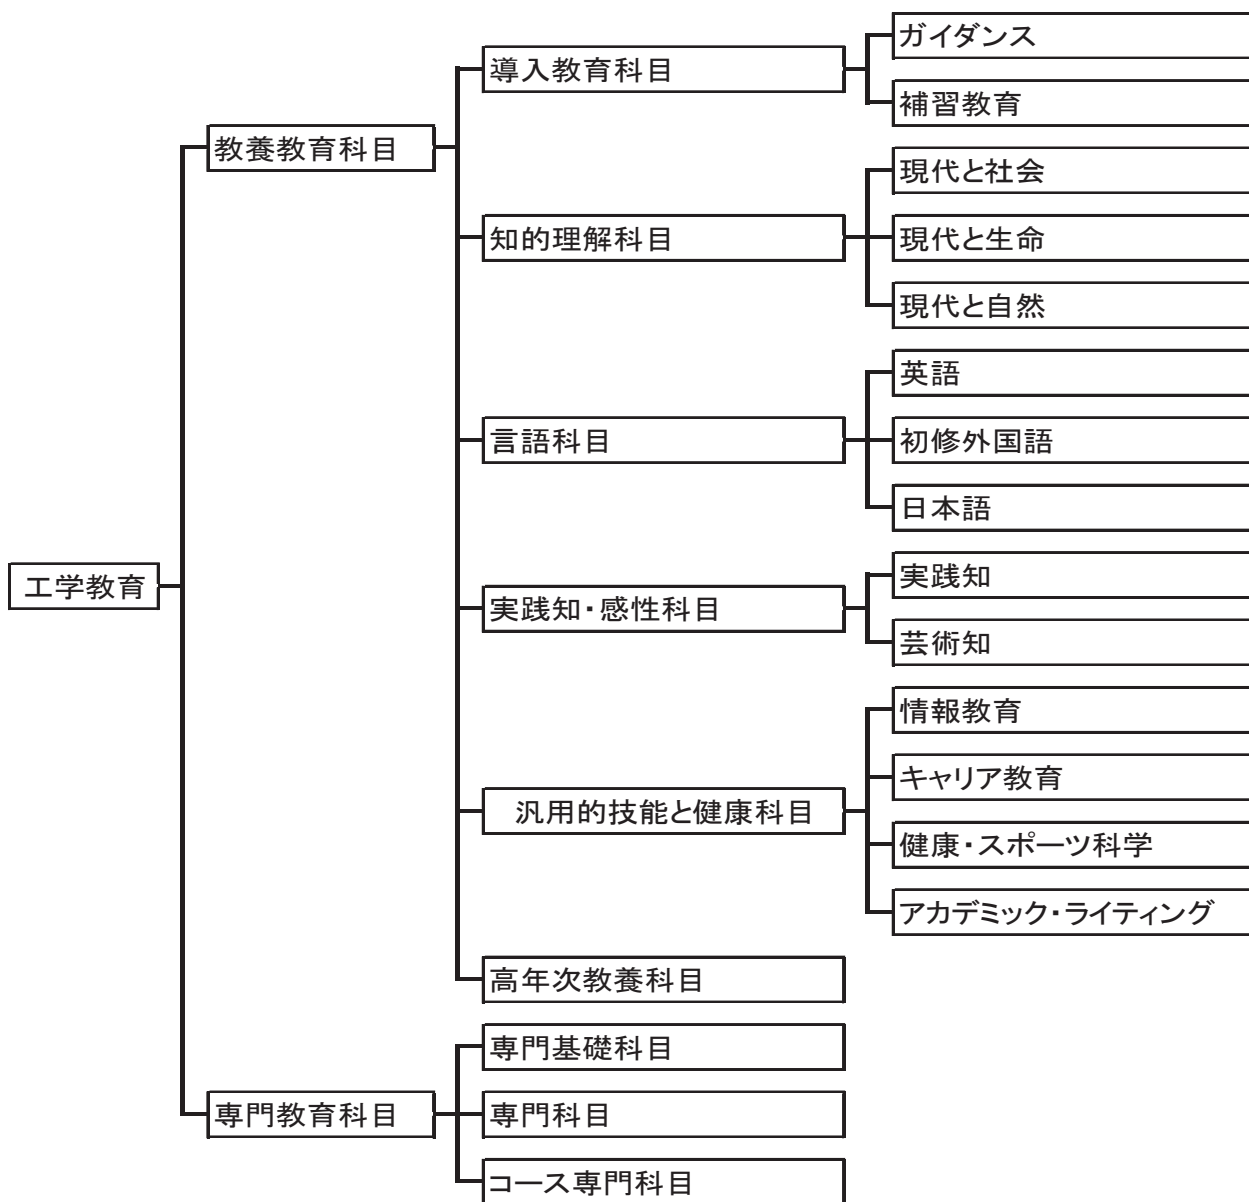 工学教育
教養教育科目
導入教育科目
ガイダンス
補習教育
知的理解科目
現代と社会
現代と生命
現代と自然
言語科目
英語
初修外国語
日本語
実践知・感性科目
実践知
芸術知
汎用的技能と健康科目
情報教育
キャリア教育
健康・スポーツ科学
アカデミック・ライティング
高年次教養科目
専門教育科目
専門基礎科目
専門科目
コース専門科目